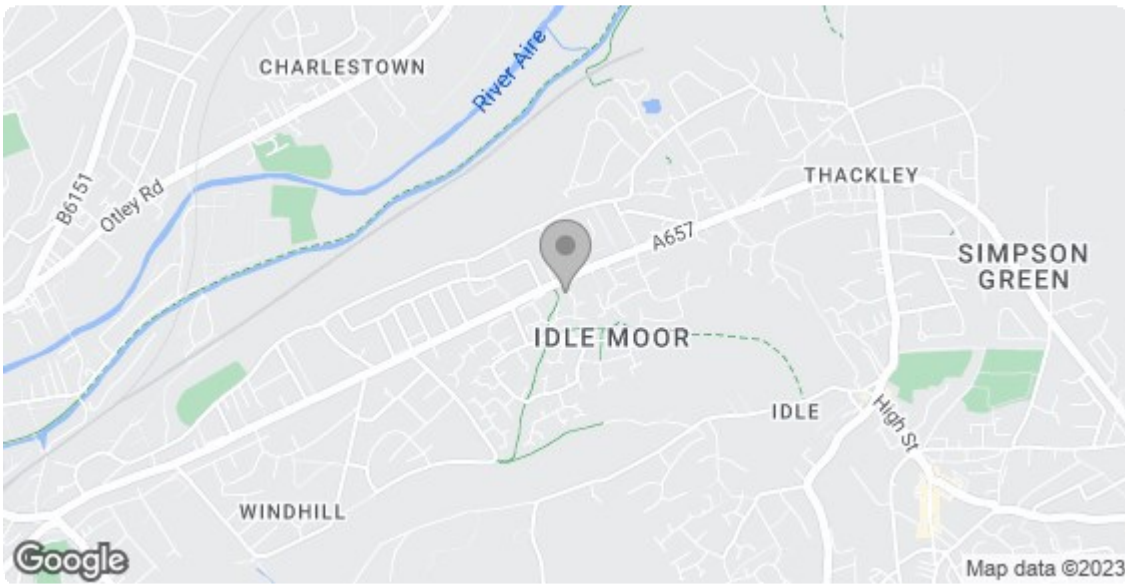 CHARLESTOWN
River Aire
B6151
Otley Rd
THACKLEY
A657
SIMPSON
GREEN
IDLE MOOR
IDLE
High St
WINDHILL
Google
Map data ©2023